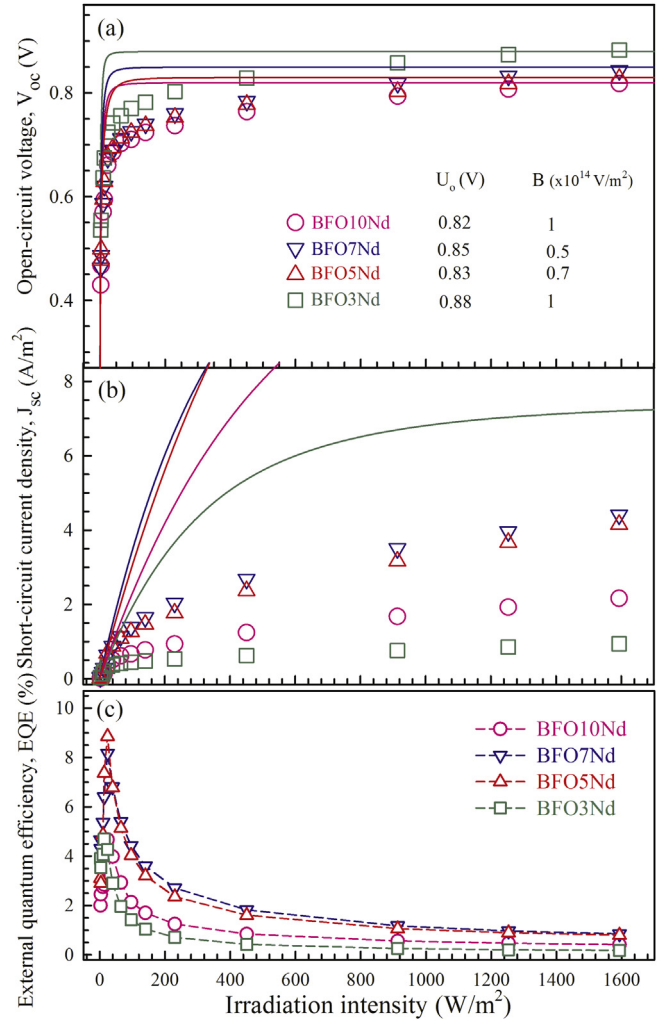 (a)
Open-circuit voltage, Voc (V)
0.8
0.6
0.4
Uo (V) B (x10^14 V/m^2)
BFO10Nd 0.82 1
BFO7Nd 0.85 0.5
BFO5Nd 0.83 0.7
BFO3Nd 0.88 1
(b)
Short-circuit current density, Jsc (A/m^2)
8
6
4
2
0
(c)
External quantum efficiency, EQE (%)
10
8
6
4
2
0
BFO10Nd
BFO7Nd
BFO5Nd
BFO3Nd
0 200 400 600 800 1000 1200 1400 1600
Irradiation intensity (W/m^2)